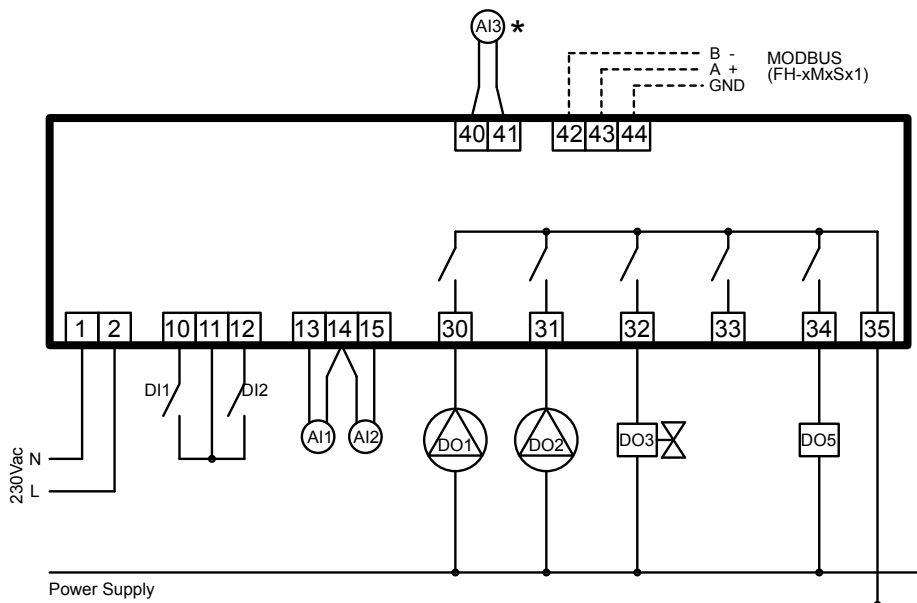 AI3 *
B -
A +
GND
MODBUS
(FH-xMxSx1)
40 41
42 43 44
1 2
10 11 12
13 14 15
30
31
32
33
34
35
DI1
DI2
AI1
AI2
DO1
DO2
DO3
DO5
230Vac
N
L
Power Supply